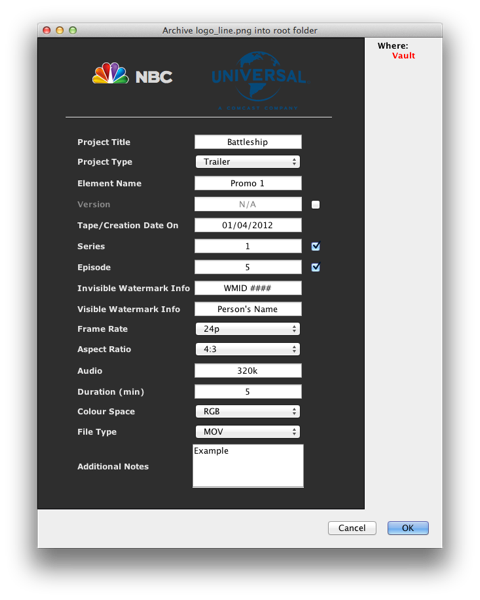 Archive logo_line.png into root folder
Where:
Vault
NBC
UNIVERSAL
A COMCAST COMPANY
Project Title Battleship
Project Type Trailer
Element Name Promo 1
Version N/A
Tape/Creation Date On 01/04/2012
Series 1
Episode 5
Invisible Watermark Info WMID ####
Visible Watermark Info Person's Name
Frame Rate 24p
Aspect Ratio 4:3
Audio 320k
Duration (min) 5
Colour Space RGB
File Type MOV
Additional Notes Example
Cancel OK